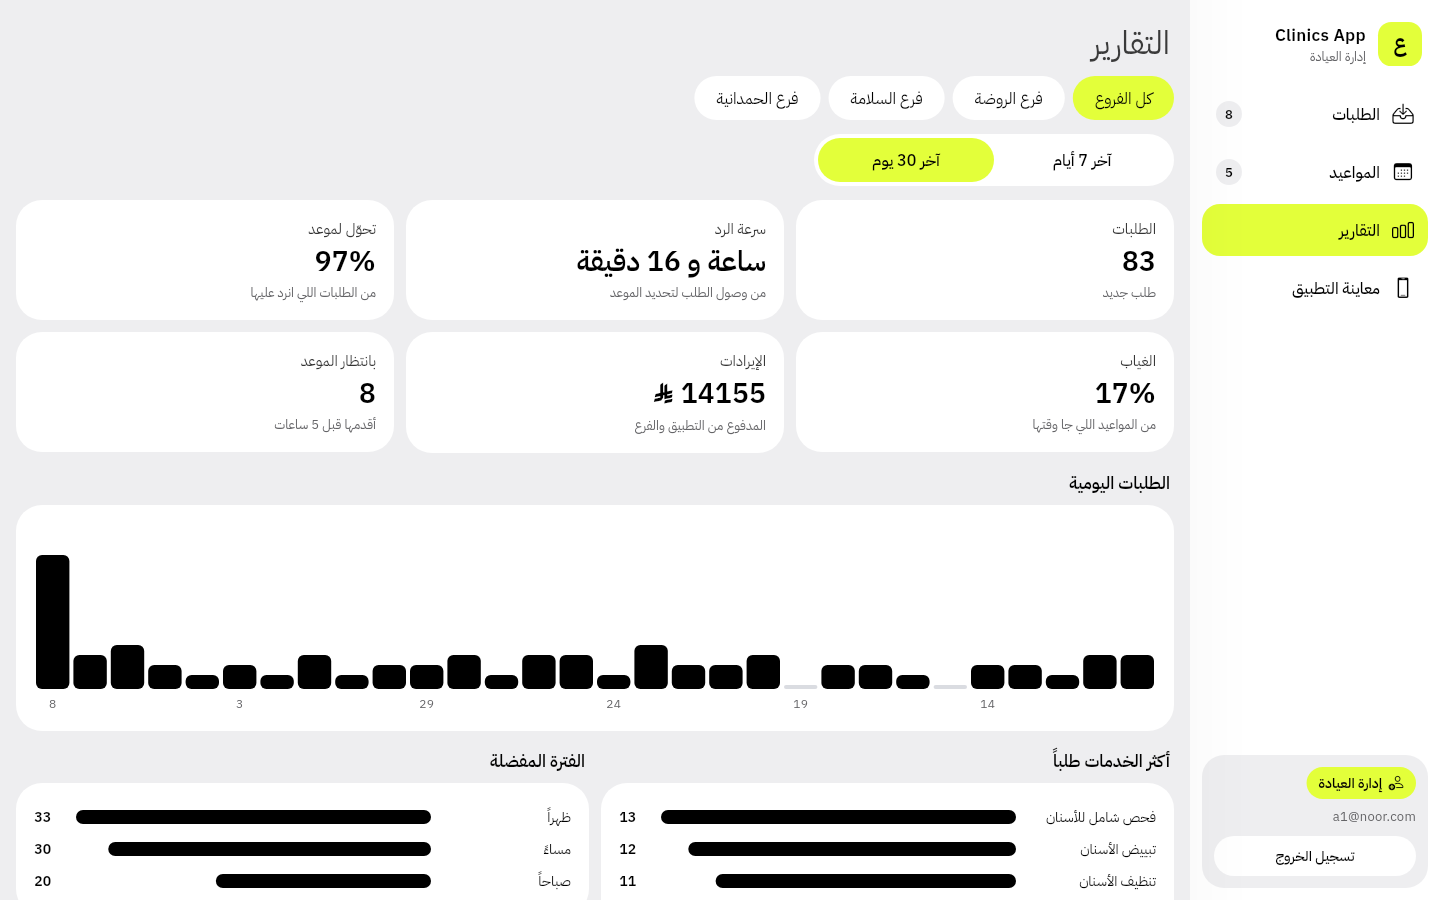 ع
Clinics App
إدارة العيادة
الطلبات
8
المواعيد
5
التقارير
معاينة التطبيق
إدارة العيادة
a1@noor.com
تسجيل الخروج
التقارير
كل الفروع
فرع الروضة
فرع السلامة
فرع الحمدانية
آخر 7 أيام
آخر 30 يوم
الطلبات
83
طلب جديد
سرعة الرد
ساعة و 16 دقيقة
من وصول الطلب لتحديد الموعد
تحوّل لموعد
97%
من الطلبات اللي انرد عليها
الغياب
17%
من المواعيد اللي جا وقتها
الإيرادات
14155
المدفوع من التطبيق والفرع
بانتظار الموعد
8
أقدمها قبل 5 ساعات
الطلبات اليومية
14
19
24
29
3
8
أكثر الخدمات طلباً
فحص شامل للأسنان 13
تبييض الأسنان 12
تنظيف الأسنان 11
الفترة المفضلة
ظهراً 33
مساءً 30
صباحاً 20